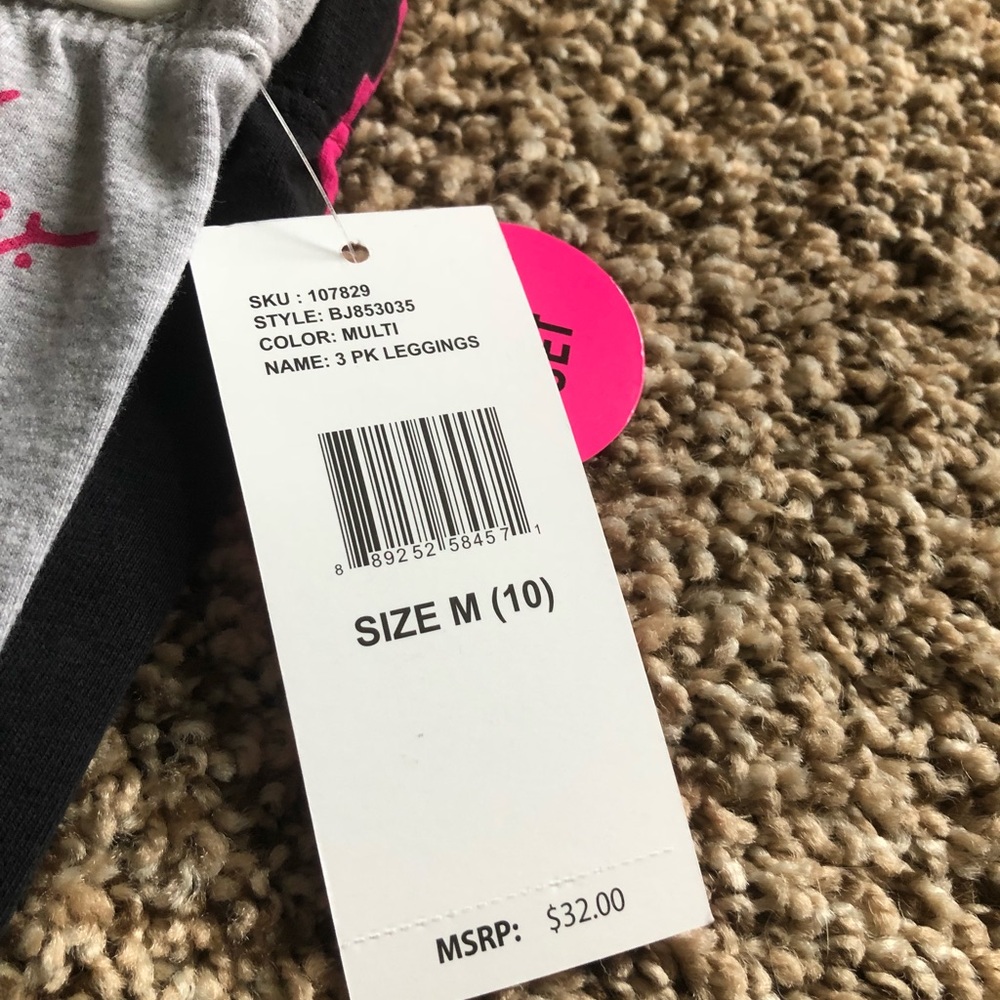 SKU : 107829
STYLE: BJ853035
COLOR: MULTI
NAME: 3 PK LEGGINGS
8 89252 58457 1
SIZE M (10)
MSRP: $32.00